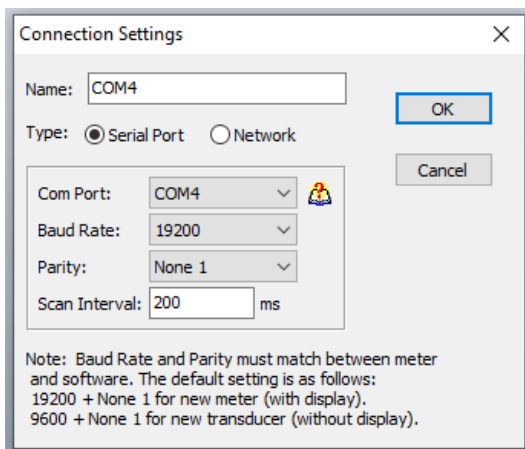 Connection Settings
Name: COM4
OK
Type: Serial Port Network
Cancel
Com Port: COM4
Baud Rate: 19200
Parity: None 1
Scan Interval: 200 ms
Note: Baud Rate and Parity must match between meter
and software. The default setting is as follows:
19200 + None 1 for new meter (with display).
9600 + None 1 for new transducer (without display).